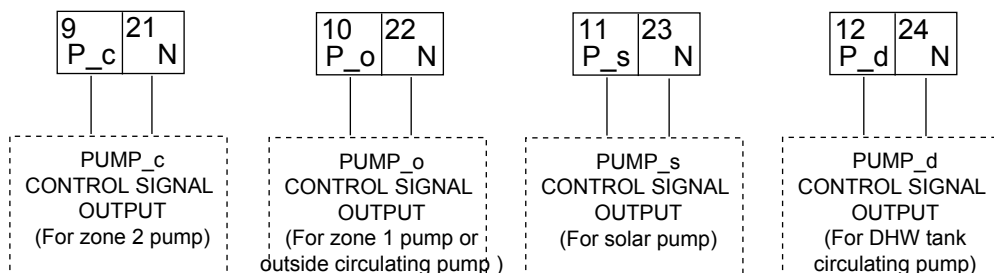 9 21
P_c N
PUMP_c
CONTROL SIGNAL
OUTPUT
(For zone 2 pump)
10 22
P_o N
PUMP_o
CONTROL SIGNAL
OUTPUT
(For zone 1 pump or
outside circulating pump )
11 23
P_s N
PUMP_s
CONTROL SIGNAL
OUTPUT
(For solar pump)
12 24
P_d N
PUMP_d
CONTROL SIGNAL
OUTPUT
(For DHW tank
circulating pump)